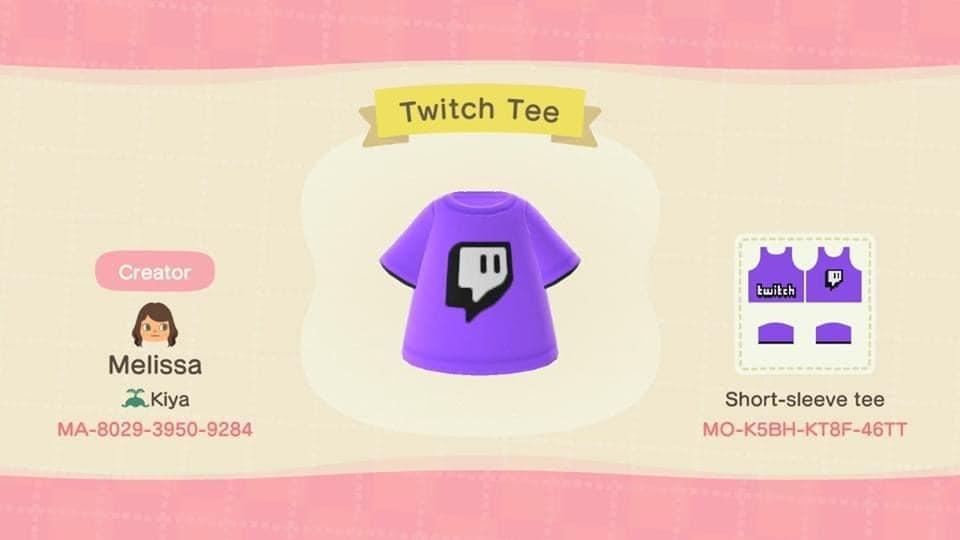 Twitch Tee
Creator
Melissa
Kiya
MA-8029-3950-9284
twitch
Short-sleeve tee
MO-K5BH-KT8F-46TT